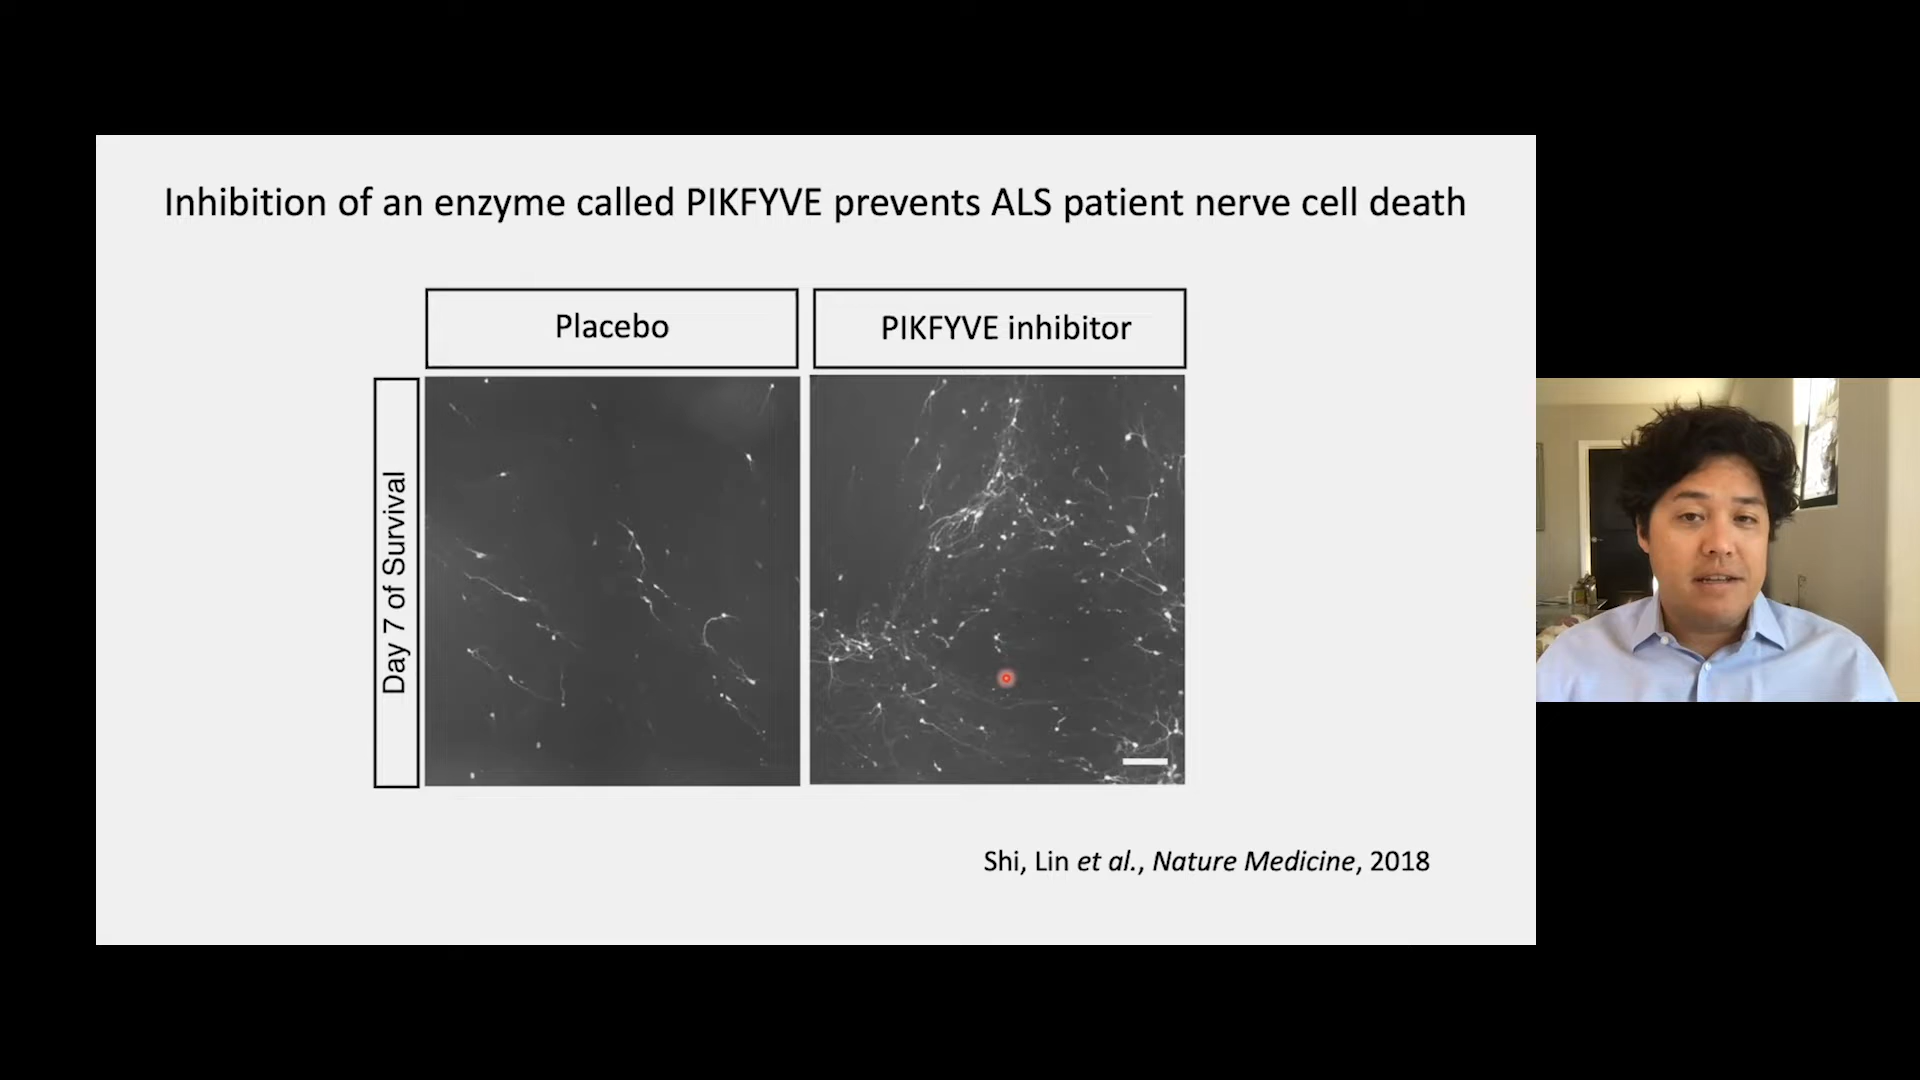 Inhibition of an enzyme called PIKFYVE prevents ALS patient nerve cell death
Placebo
PIKFYVE inhibitor
Day 7 of Survival
Shi, Lin et al., Nature Medicine, 2018